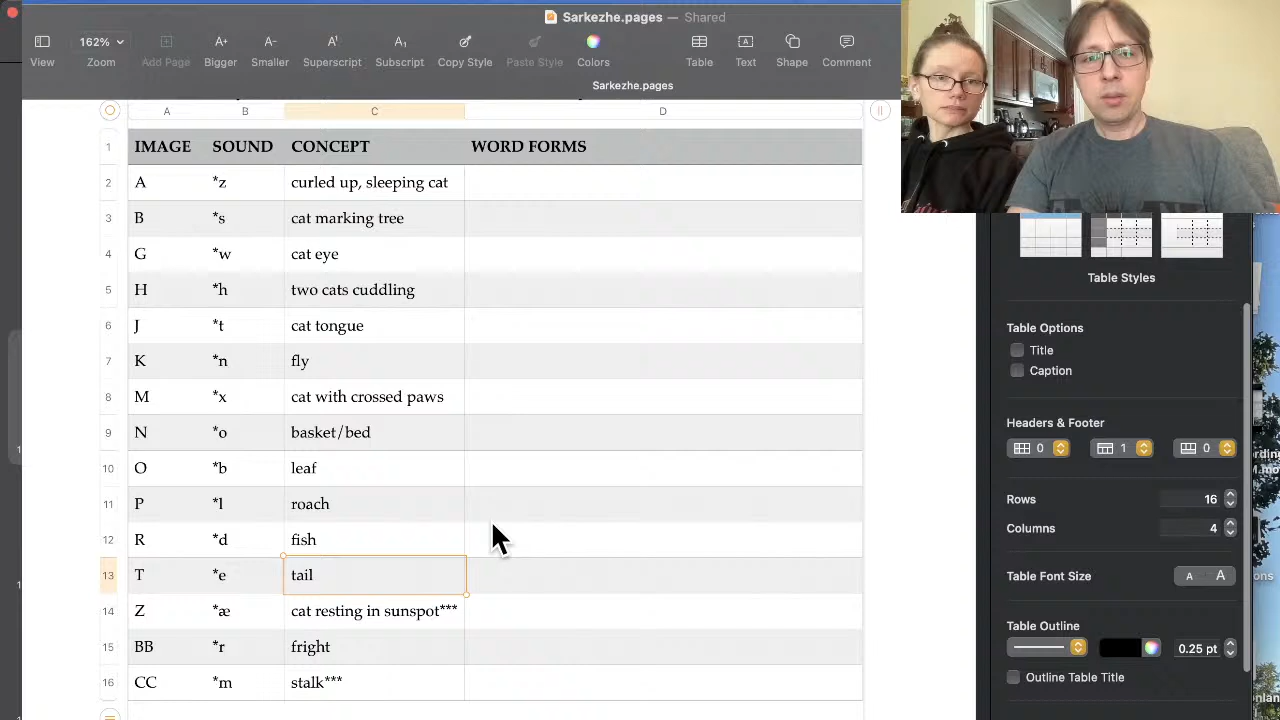 Sarkezhe.pages — Shared
162%
View Zoom Add Page Bigger Smaller Superscript Subscript Copy Style Paste Style Colors Table Text Shape Comment
Sarkezhe.pages
A B C D
1 IMAGE SOUND CONCEPT WORD FORMS
2 A *z curled up, sleeping cat
3 B *s cat marking tree
4 G *w cat eye
5 H *h two cats cuddling
6 J *t cat tongue
7 K *n fly
8 M *x cat with crossed paws
9 N *o basket/bed
10 O *b leaf
11 P *l roach
12 R *d fish
13 T *e tail
14 Z *æ cat resting in sunspot***
15 BB *r fright
16 CC *m stalk***
Table Styles
Table Options
Title
Caption
Headers & Footer
0 1 0
Rows 16
Columns 4
Table Font Size A A
Table Outline
0.25 pt
Outline Table Title